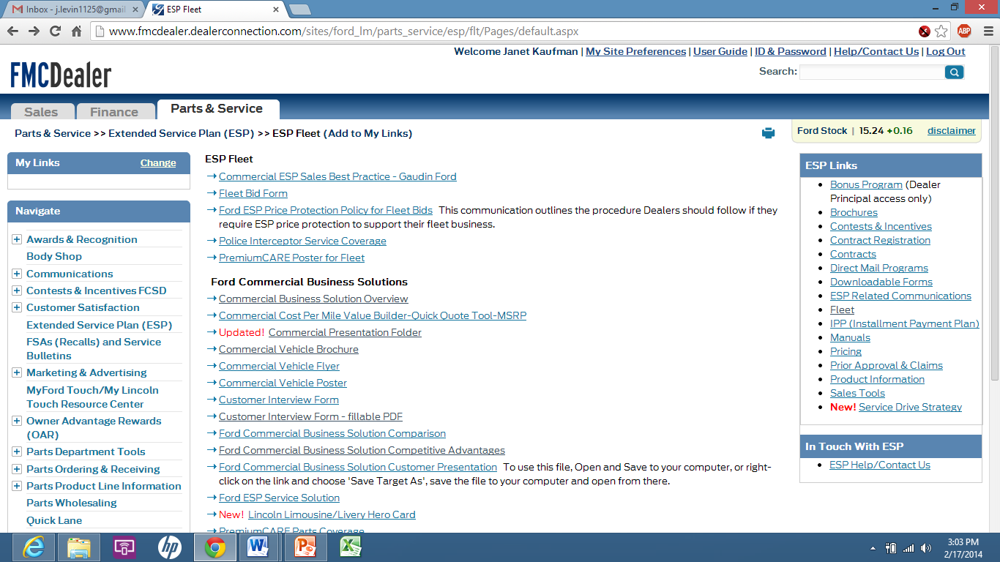 Inbox - j.levin1125@gmail
ESP Fleet
www.fmcdealer.dealerconnection.com/sites/ford_lm/parts_service/esp/flt/Pages/default.aspx
ABP
Welcome Janet Kaufman | My Site Preferences | User Guide | ID & Password | Help/Contact Us | Log Out
FMCDealer
Search:
Sales
Finance
Parts & Service
Parts & Service >> Extended Service Plan (ESP) >> ESP Fleet (Add to My Links)
Ford Stock | 15.24 +0.16 disclaimer
My Links Change
Navigate
Awards & Recognition
Body Shop
Communications
Contests & Incentives FCSD
Customer Satisfaction
Extended Service Plan (ESP)
FSAs (Recalls) and Service
Bulletins
Marketing & Advertising
MyFord Touch/My Lincoln
Touch Resource Center
Owner Advantage Rewards
(OAR)
Parts Department Tools
Parts Ordering & Receiving
Parts Product Line Information
Parts Wholesaling
Quick Lane
ESP Fleet
Commercial ESP Sales Best Practice - Gaudin Ford
Fleet Bid Form
Ford ESP Price Protection Policy for Fleet Bids This communication outlines the procedure Dealers should follow if they
require ESP price protection to support their fleet business.
Police Interceptor Service Coverage
PremiumCARE Poster for Fleet
Ford Commercial Business Solutions
Commercial Business Solution Overview
Commercial Cost Per Mile Value Builder-Quick Quote Tool-MSRP
Updated! Commercial Presentation Folder
Commercial Vehicle Brochure
Commercial Vehicle Flyer
Commercial Vehicle Poster
Customer Interview Form
Customer Interview Form - fillable PDF
Ford Commercial Business Solution Comparison
Ford Commercial Business Solution Competitive Advantages
Ford Commercial Business Solution Customer Presentation To use this file, Open and Save to your computer, or right-
click on the link and choose 'Save Target As', save the file to your computer and open from there.
Ford ESP Service Solution
New! Lincoln Limousine/Livery Hero Card
PremiumCARE Parts Coverage
ESP Links
Bonus Program (Dealer
Principal access only)
Brochures
Contests & Incentives
Contract Registration
Contracts
Direct Mail Programs
Downloadable Forms
ESP Related Communications
Fleet
IPP (Installment Payment Plan)
Manuals
Pricing
Prior Approval & Claims
Product Information
Sales Tools
New! Service Drive Strategy
In Touch With ESP
ESP Help/Contact Us
3:03 PM
2/17/2014